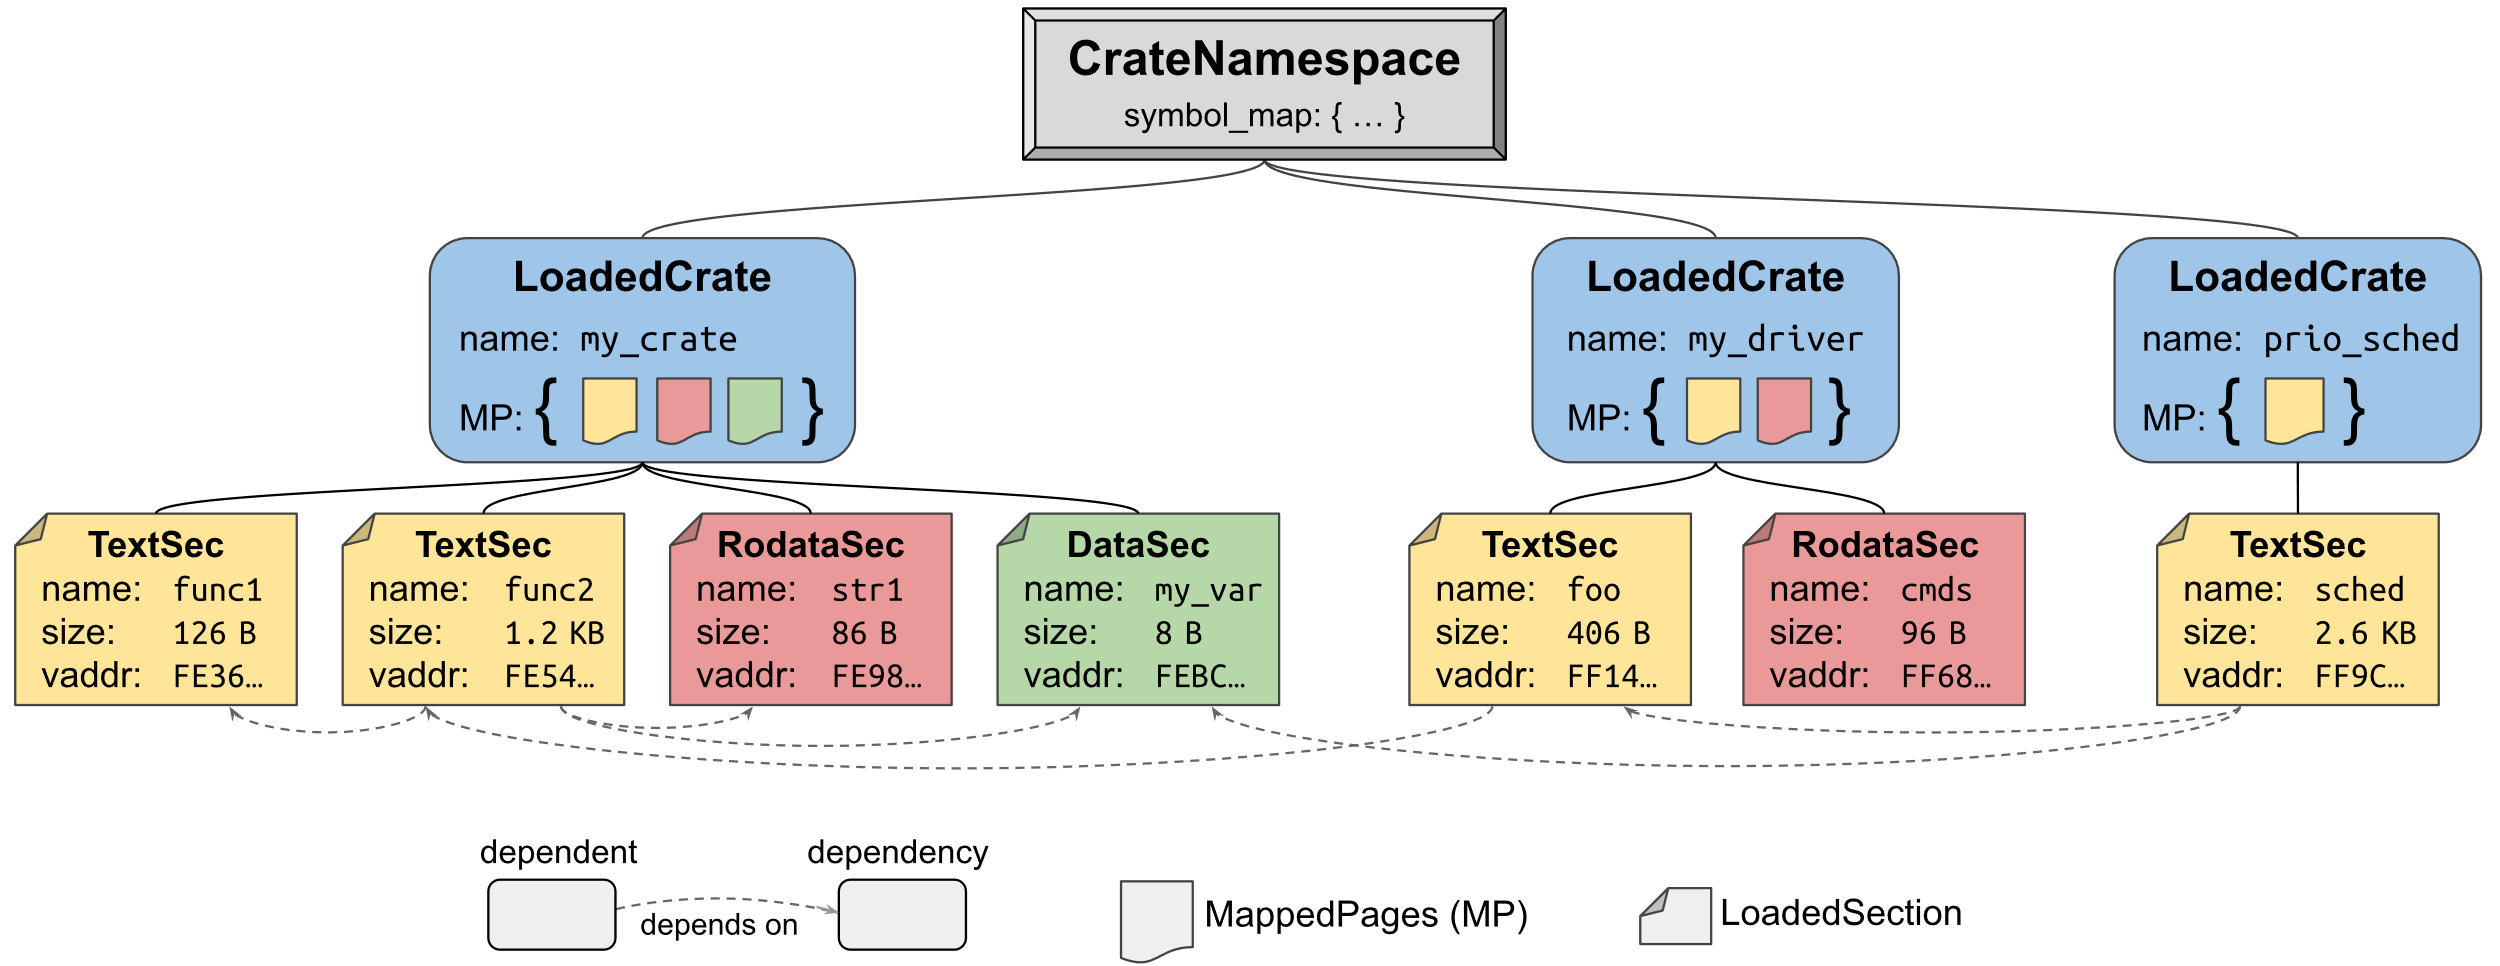 CrateNamespace
symbol_map: { … }
LoadedCrate
name: my_crate
MP: { }
LoadedCrate
name: my_driver
MP: { }
LoadedCrate
name: prio_sched
MP: { }
TextSec
name: func1
size: 126 B
vaddr: FE36…
TextSec
name: func2
size: 1.2 KB
vaddr: FE54…
RodataSec
name: str1
size: 86 B
vaddr: FE98…
DataSec
name: my_var
size: 8 B
vaddr: FEBC…
TextSec
name: foo
size: 406 B
vaddr: FF14…
RodataSec
name: cmds
size: 96 B
vaddr: FF68…
TextSec
name: sched
size: 2.6 KB
vaddr: FF9C…
dependent
depends on
dependency
MappedPages (MP)
LoadedSection